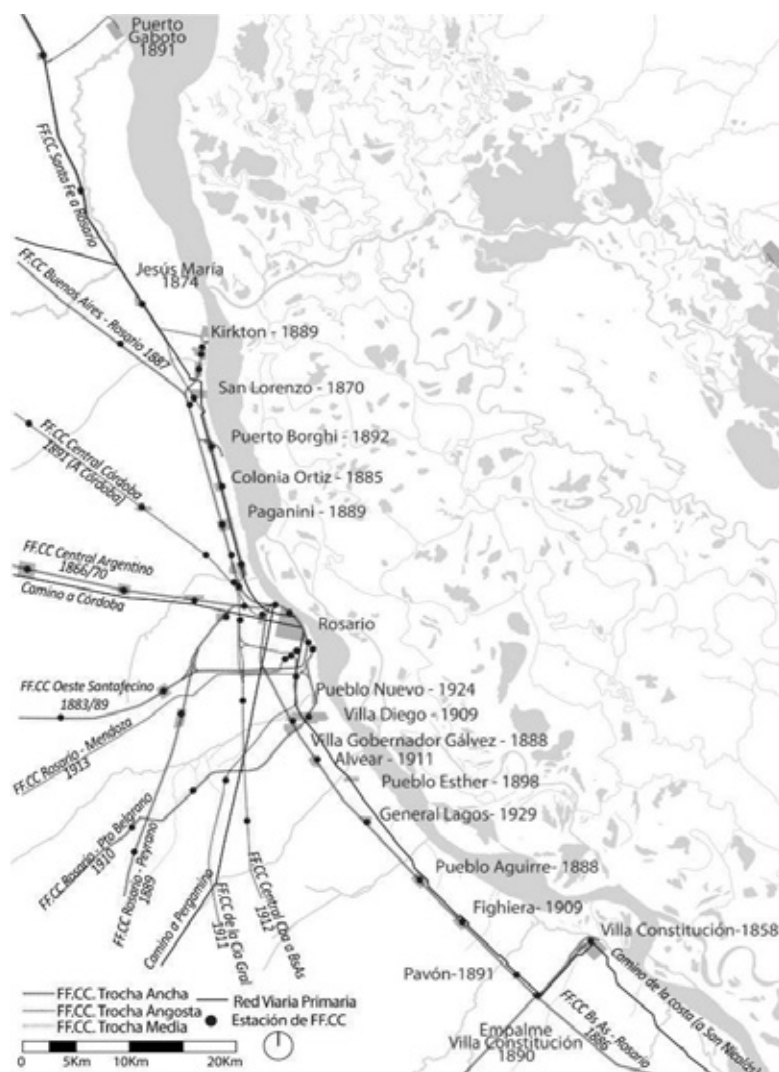 Puerto
Gaboto
1891
FF.CC Santa Fe a Rosario
Jesús María
1874
FF.CC Buenos Aires - Rosario 1887
Kirkton - 1889
San Lorenzo - 1870
Puerto Borghi - 1892
FF.CC Central Córdoba
1891 (A Córdoba)
Colonia Ortiz - 1885
Paganini - 1889
FF.CC Central Argentino
1866/70
Camino a Córdoba
Rosario
FF.CC Oeste Santafecino
1883/89
Pueblo Nuevo - 1924
Villa Diego - 1909
Villa Gobernador Gálvez - 1888
FF.CC Rosario - Mendoza
1913
Alvear - 1911
Pueblo Esther - 1898
General Lagos- 1929
FF.CC Rosario - Pto Belgrano
1910
FF.CC Rosario - Peyrano
1889
Camino a Pergamino
FF.CC de la Cia Gral
1911
FF.CC Central Cba a BsAs
1912
Pueblo Aguirre - 1888
Fighiera- 1909
Villa Constitución-1858
Pavón-1891
Camino de la costa (a San Nicolás)
FF.CC Bs As - Rosario
1886
Empalme
Villa Constitución
1890
FF.CC. Trocha Ancha
FF.CC. Trocha Angosta
FF.CC. Trocha Media
Red Viaria Primaria
Estación de FF.CC
0 5Km 10Km 20Km